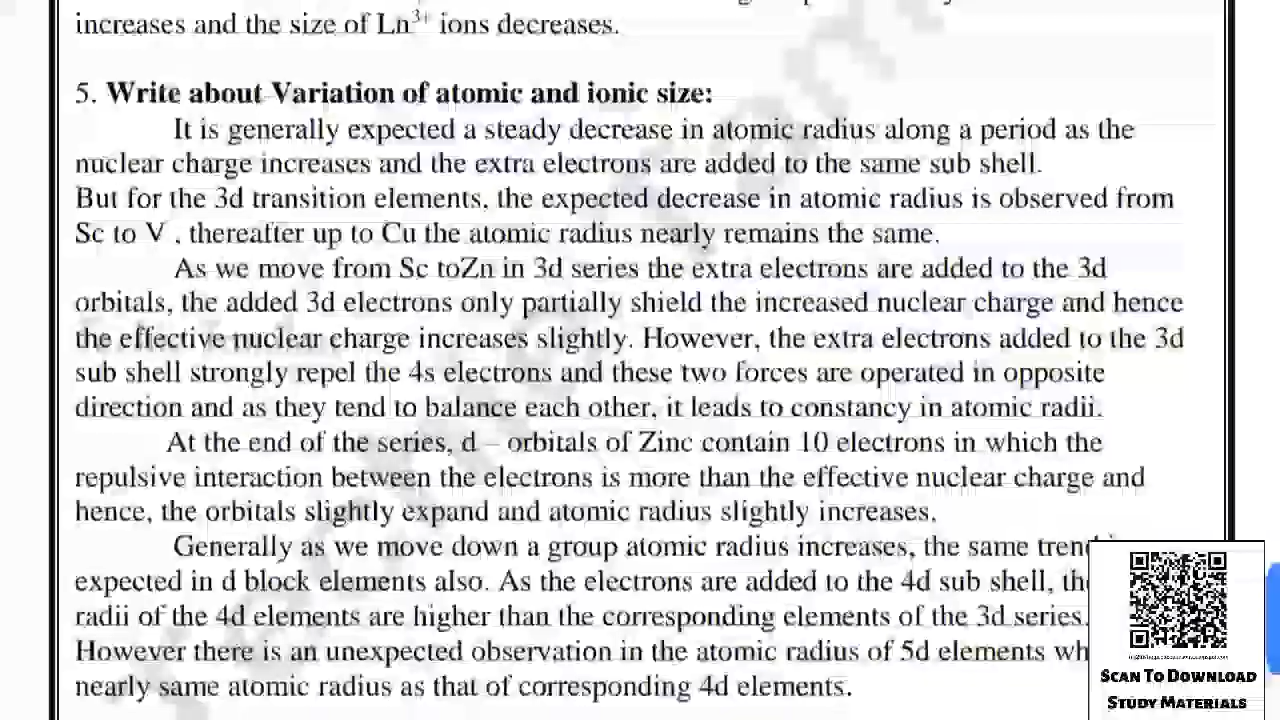 increases and the size of Ln³⁺ ions decreases.
5. Write about Variation of atomic and ionic size:
It is generally expected a steady decrease in atomic radius along a period as the
nuclear charge increases and the extra electrons are added to the same sub shell.
But for the 3d transition elements, the expected decrease in atomic radius is observed from
Sc to V , thereafter up to Cu the atomic radius nearly remains the same.
As we move from Sc toZn in 3d series the extra electrons are added to the 3d
orbitals, the added 3d electrons only partially shield the increased nuclear charge and hence
the effective nuclear charge increases slightly. However, the extra electrons added to the 3d
sub shell strongly repel the 4s electrons and these two forces are operated in opposite
direction and as they tend to balance each other, it leads to constancy in atomic radii.
At the end of the series, d – orbitals of Zinc contain 10 electrons in which the
repulsive interaction between the electrons is more than the effective nuclear charge and
hence, the orbitals slightly expand and atomic radius slightly increases.
Generally as we move down a group atomic radius increases, the same trend
expected in d block elements also. As the electrons are added to the 4d sub shell,
radii of the 4d elements are higher than the corresponding elements of the 3d series.
However there is an unexpected observation in the atomic radius of 5d elements
nearly same atomic radius as that of corresponding 4d elements.
SCAN TO DOWNLOAD
STUDY MATERIALS